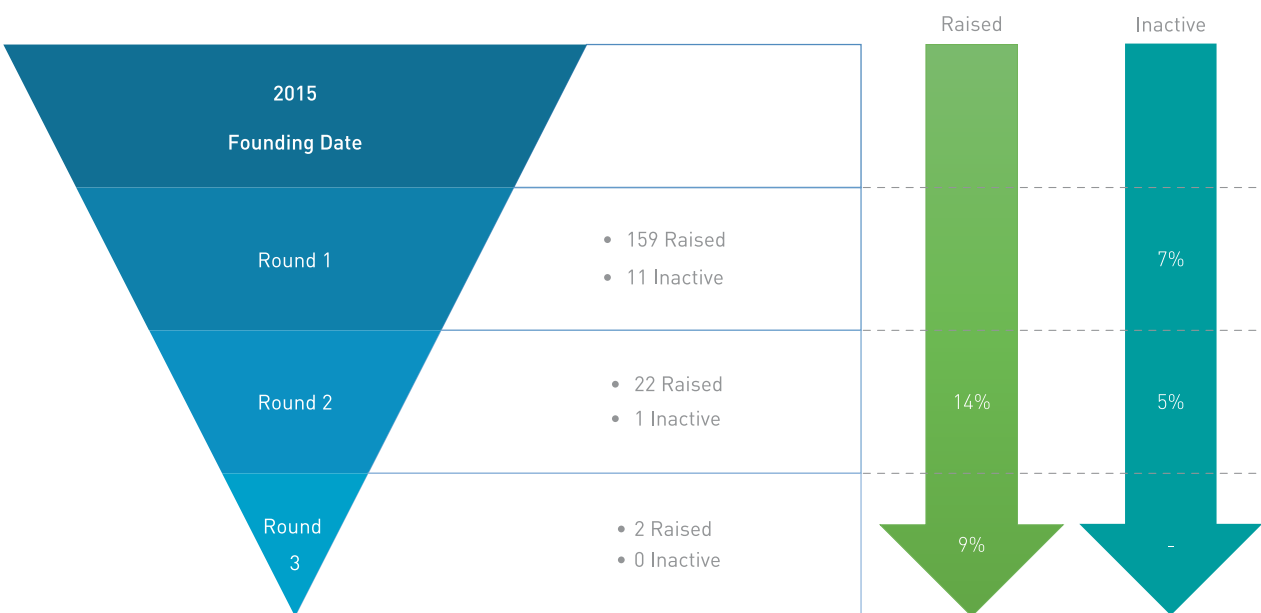 Raised
Inactive
2015
Founding Date
Round 1
• 159 Raised
• 11 Inactive
7%
Round 2
• 22 Raised
• 1 Inactive
14%
5%
Round
3
• 2 Raised
• 0 Inactive
9%
-